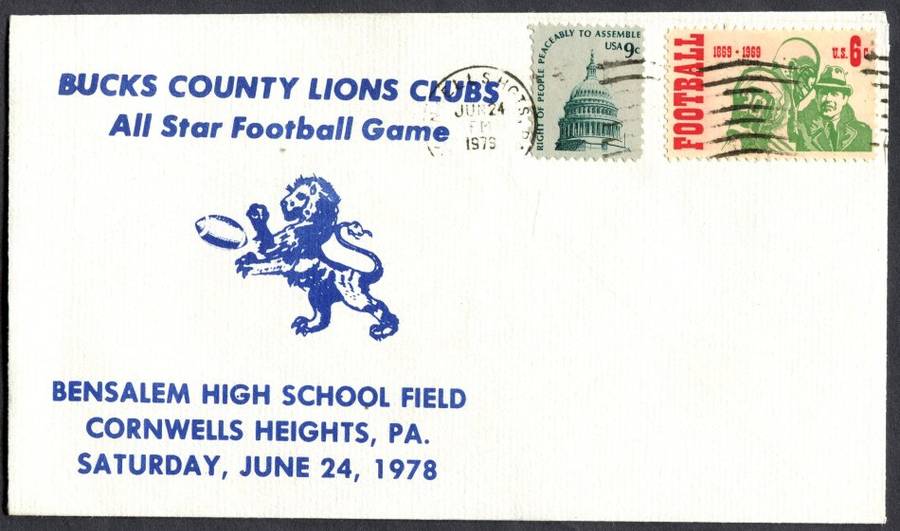 BUCKS COUNTY LIONS CLUBS
All Star Football Game
JUN 24
PM
1978
RIGHT OF PEOPLE PEACEABLY TO ASSEMBLE
USA 9c
FOOTBALL
1869 · 1969
U.S. 6c
BENSALEM HIGH SCHOOL FIELD
CORNWELLS HEIGHTS, PA.
SATURDAY, JUNE 24, 1978